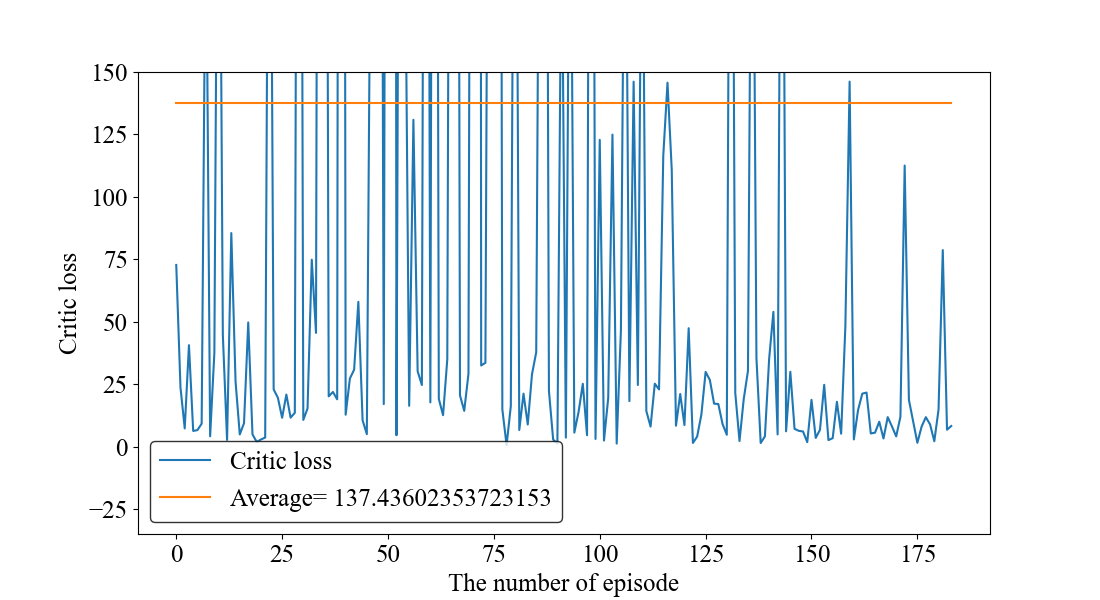 150
125
100
75
50
25
0
−25
Critic loss
Critic loss
Average= 137.43602353723153
0 25 50 75 100 125 150 175
The number of episode